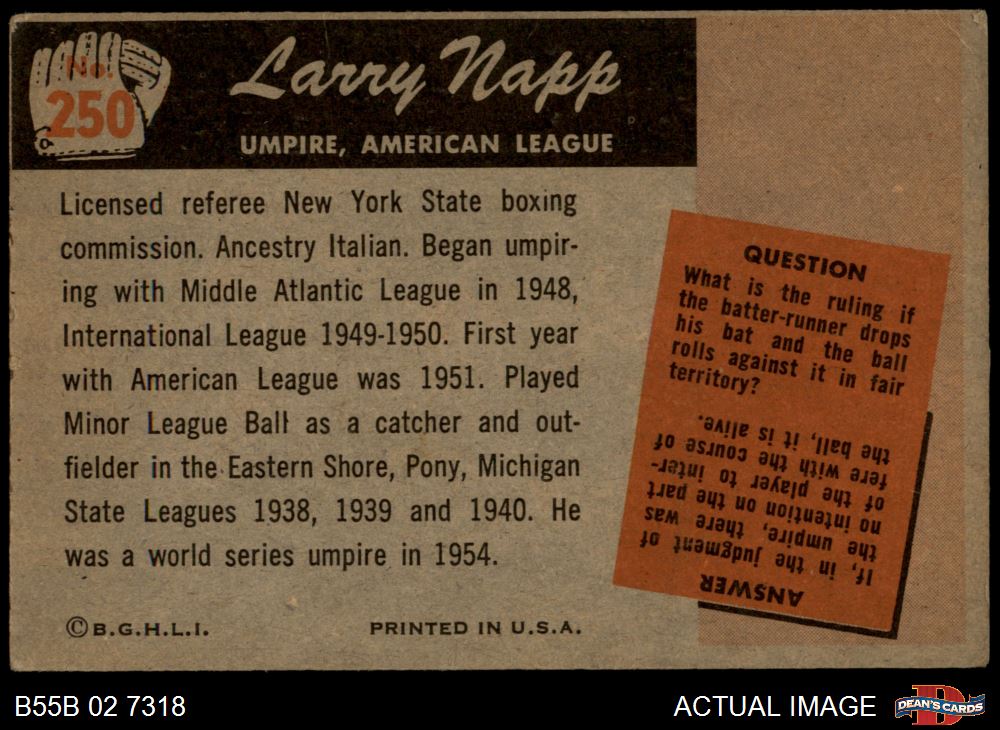 No.
250
Larry Napp
UMPIRE, AMERICAN LEAGUE
Licensed referee New York State boxing
commission. Ancestry Italian. Began umpir-
ing with Middle Atlantic League in 1948,
International League 1949-1950. First year
with American League was 1951. Played
Minor League Ball as a catcher and out-
fielder in the Eastern Shore, Pony, Michigan
State Leagues 1938, 1939 and 1940. He
was a world series umpire in 1954.
© B.G.H.L.I.
PRINTED IN U.S.A.
QUESTION
What is the ruling if
the batter-runner drops
his bat and the ball
rolls against it in fair
territory?
ANSWER
If, in the judgment of
the umpire, there was
no intention on the part
of the player to inter-
fere with the course of
the ball, it is alive.
B55B 02 7318
ACTUAL IMAGE
D
DEAN'S CARDS